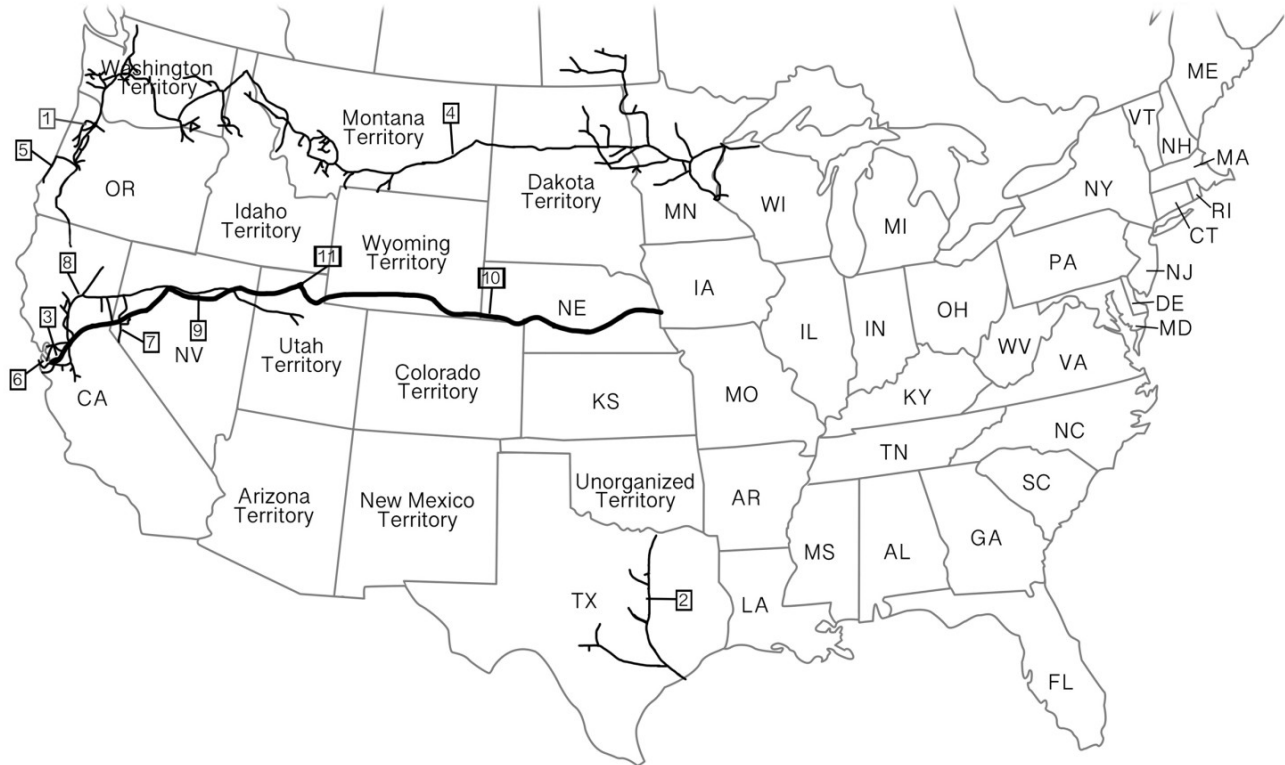 ME
Washington
Territory
VT
1
Montana
Territory
4
NH
MA
5
OR
NY
Dakota
Territory
MN
WI
MI
RI
Idaho
Territory
CT
Wyoming
Territory
11
8
PA
NJ
10
IA
NE
OH
DE
3
9
IL
IN
MD
7
NV
Utah
Territory
WV
VA
6
CA
Colorado
Territory
KS
MO
KY
NC
TN
Unorganized
Territory
SC
Arizona
Territory
New Mexico
Territory
AR
GA
MS
AL
TX
2
LA
FL